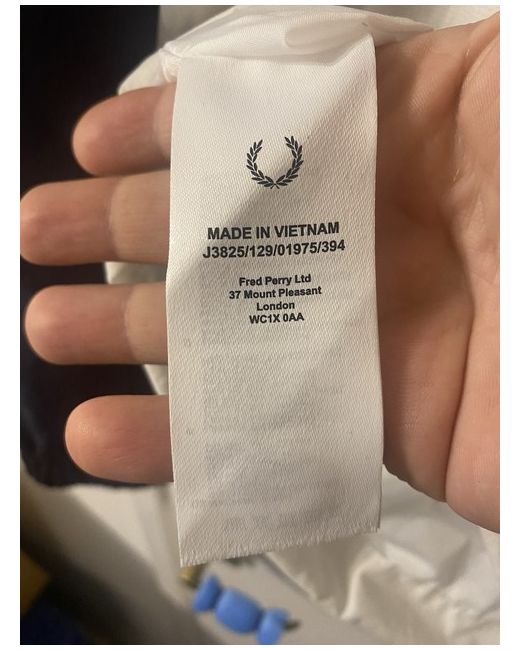 MADE IN VIETNAM
J3825/129/01975/394
Fred Perry Ltd
37 Mount Pleasant
London
WC1X 0AA